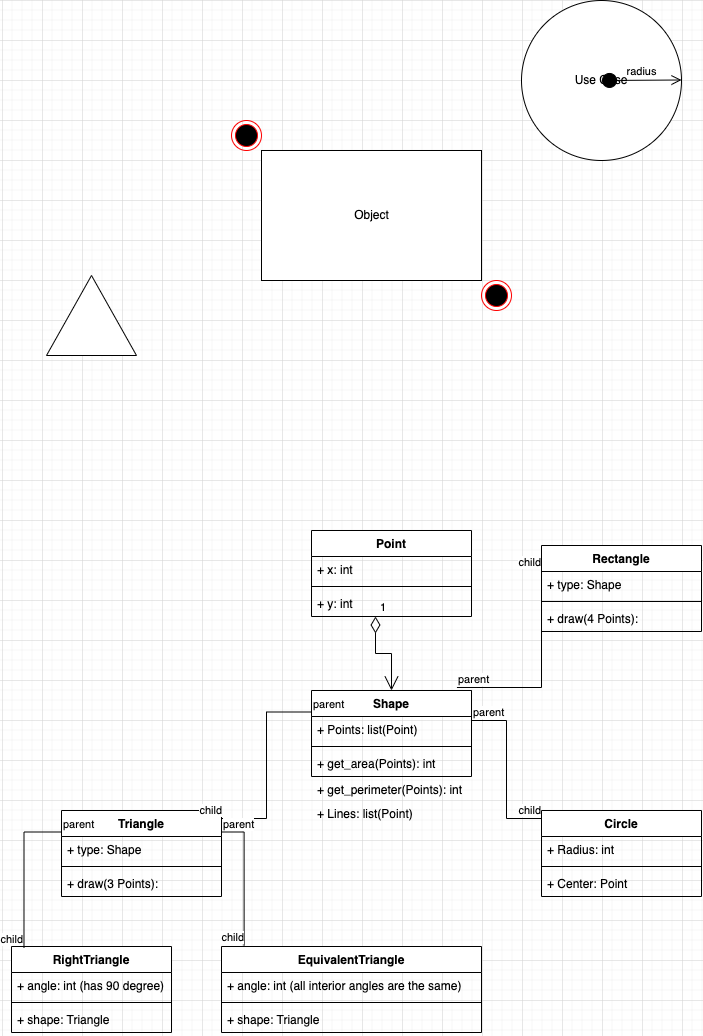 Use Case
radius
Object
Point
+ x: int
+ y: int
1
child
Rectangle
+ type: Shape
+ draw(4 Points):
parent
parent
Shape
parent
+ Points: list(Point)
+ get_area(Points): int
+ get_perimeter(Points): int
+ Lines: list(Point)
child
parent
Triangle
parent
+ type: Shape
+ draw(3 Points):
child
Circle
+ Radius: int
+ Center: Point
child
RightTriangle
+ angle: int (has 90 degree)
+ shape: Triangle
child
EquivalentTriangle
+ angle: int (all interior angles are the same)
+ shape: Triangle